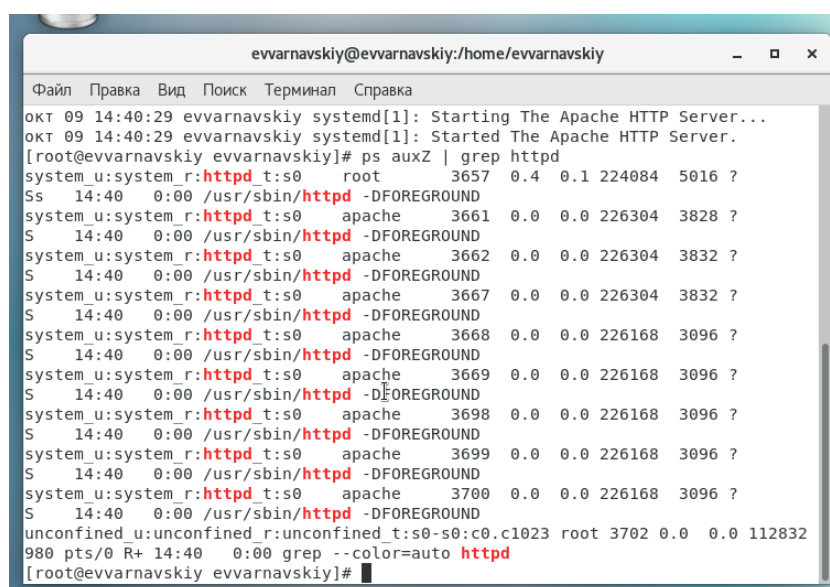 evvarnavskiy@evvarnavskiy:/home/evvarnavskiy
Файл Правка Вид Поиск Терминал Справка
окт 09 14:40:29 evvarnavskiy systemd[1]: Starting The Apache HTTP Server...
окт 09 14:40:29 evvarnavskiy systemd[1]: Started The Apache HTTP Server.
[root@evvarnavskiy evvarnavskiy]# ps auxZ | grep httpd
system_u:system_r:httpd_t:s0    root      3657  0.4  0.1 224084  5016 ?
Ss   14:40   0:00 /usr/sbin/httpd -DFOREGROUND
system_u:system_r:httpd_t:s0    apache    3661  0.0  0.0 226304  3828 ?
S    14:40   0:00 /usr/sbin/httpd -DFOREGROUND
system_u:system_r:httpd_t:s0    apache    3662  0.0  0.0 226304  3832 ?
S    14:40   0:00 /usr/sbin/httpd -DFOREGROUND
system_u:system_r:httpd_t:s0    apache    3667  0.0  0.0 226304  3832 ?
S    14:40   0:00 /usr/sbin/httpd -DFOREGROUND
system_u:system_r:httpd_t:s0    apache    3668  0.0  0.0 226168  3096 ?
S    14:40   0:00 /usr/sbin/httpd -DFOREGROUND
system_u:system_r:httpd_t:s0    apache    3669  0.0  0.0 226168  3096 ?
S    14:40   0:00 /usr/sbin/httpd -DFOREGROUND
system_u:system_r:httpd_t:s0    apache    3698  0.0  0.0 226168  3096 ?
S    14:40   0:00 /usr/sbin/httpd -DFOREGROUND
system_u:system_r:httpd_t:s0    apache    3699  0.0  0.0 226168  3096 ?
S    14:40   0:00 /usr/sbin/httpd -DFOREGROUND
system_u:system_r:httpd_t:s0    apache    3700  0.0  0.0 226168  3096 ?
S    14:40   0:00 /usr/sbin/httpd -DFOREGROUND
unconfined_u:unconfined_r:unconfined_t:s0-s0:c0.c1023 root 3702 0.0  0.0 112832
980 pts/0 R+ 14:40   0:00 grep --color=auto httpd
[root@evvarnavskiy evvarnavskiy]#